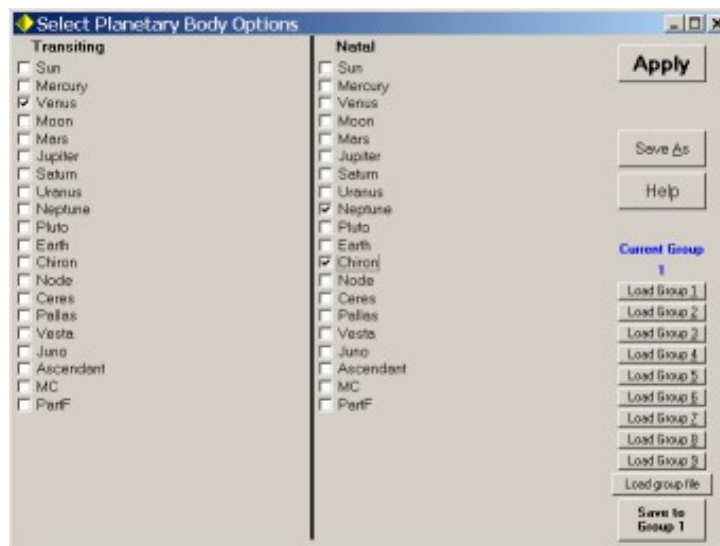 Select Planetary Body Options
Transiting
Sun
Mercury
Venus
Moon
Mars
Jupiter
Saturn
Uranus
Neptune
Pluto
Earth
Chiron
Node
Ceres
Pallas
Vesta
Juno
Ascendant
MC
PartF
Natal
Sun
Mercury
Venus
Moon
Mars
Jupiter
Saturn
Uranus
Neptune
Pluto
Earth
Chiron
Node
Ceres
Pallas
Vesta
Juno
Ascendant
MC
PartF
Apply
Save As
Help
Current Group
1
Load Group 1
Load Group 2
Load Group 3
Load Group 4
Load Group 5
Load Group 6
Load Group 7
Load Group 8
Load Group 9
Load group file
Save to
Group 1